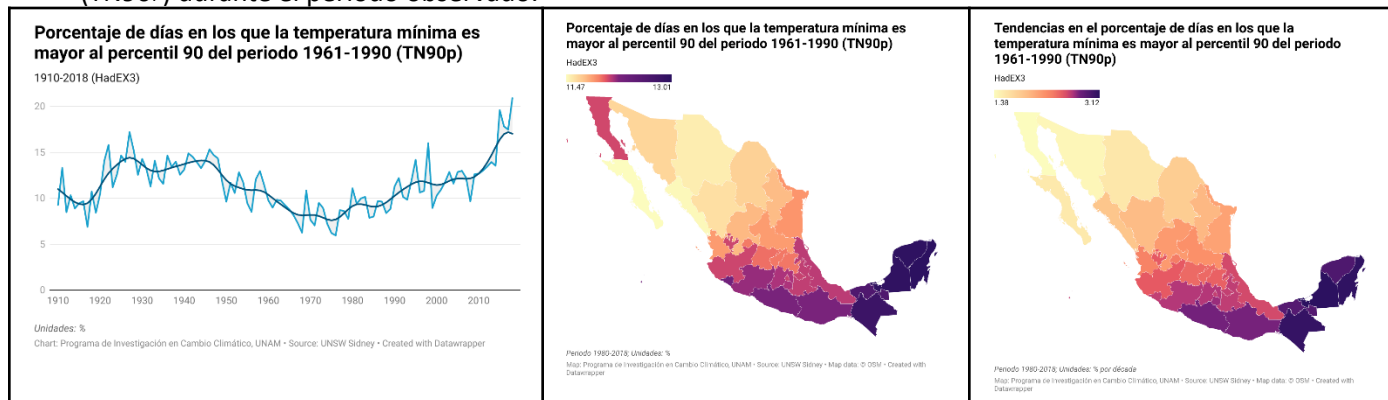 (TN90P) durante el periodo observado.
Porcentaje de días en los que la temperatura mínima es
mayor al percentil 90 del periodo 1961-1990 (TN90p)
1910-2018 (HadEX3)
20
15
10
5
0
1910 1920 1930 1940 1950 1960 1970 1980 1990 2000 2010
Unidades: %
Chart: Programa de Investigación en Cambio Climático, UNAM • Source: UNSW Sidney • Created with Datawrapper
Porcentaje de días en los que la temperatura mínima es
mayor al percentil 90 del periodo 1961-1990 (TN90p)
HadEX3
11.47 13.01
Periodo 1980-2018; Unidades: %
Map: Programa de Investigación en Cambio Climático, UNAM • Source: UNSW Sidney • Map data: © OSM • Created with
Datawrapper
Tendencias en el porcentaje de días en los que la
temperatura mínima es mayor al percentil 90 del periodo
1961-1990 (TN90p)
HadEX3
1.38 3.12
Periodo 1980-2018; Unidades: % por década
Map: Programa de Investigación en Cambio Climático, UNAM • Source: UNSW Sidney • Map data: © OSM • Created with
Datawrapper